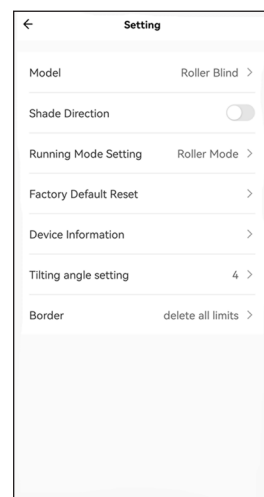 Setting
Model Roller Blind
Shade Direction
Running Mode Setting Roller Mode
Factory Default Reset
Device Information
Tilting angle setting 4
Border delete all limits